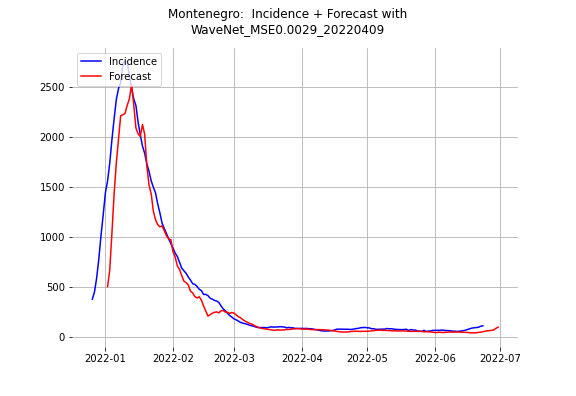 Montenegro:  Incidence + Forecast with
WaveNet_MSE0.0029_20220409
Incidence
Forecast
2500
2000
1500
1000
500
0
2022-01 2022-02 2022-03 2022-04 2022-05 2022-06 2022-07